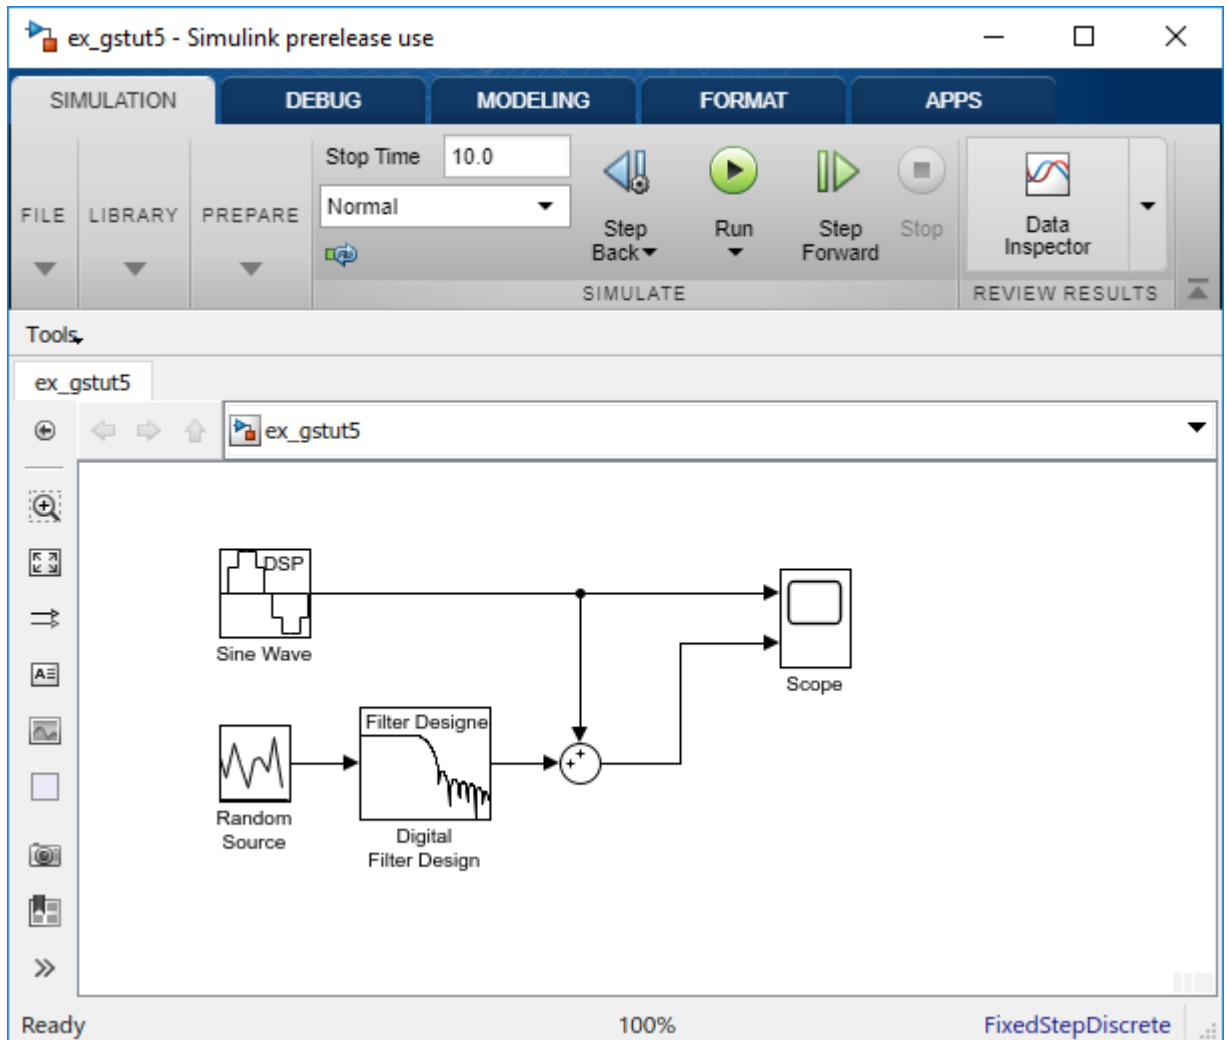 ex_gstut5 - Simulink prerelease use
SIMULATION DEBUG MODELING FORMAT APPS
FILE
LIBRARY
PREPARE
Stop Time 10.0
Normal
Step
Back
Run
Step
Forward
Stop
SIMULATE
Data
Inspector
REVIEW RESULTS
Tools
ex_gstut5
ex_gstut5
DSP
Sine Wave
Scope
Random
Source
Filter Designe
Digital
Filter Design
Ready 100% FixedStepDiscrete